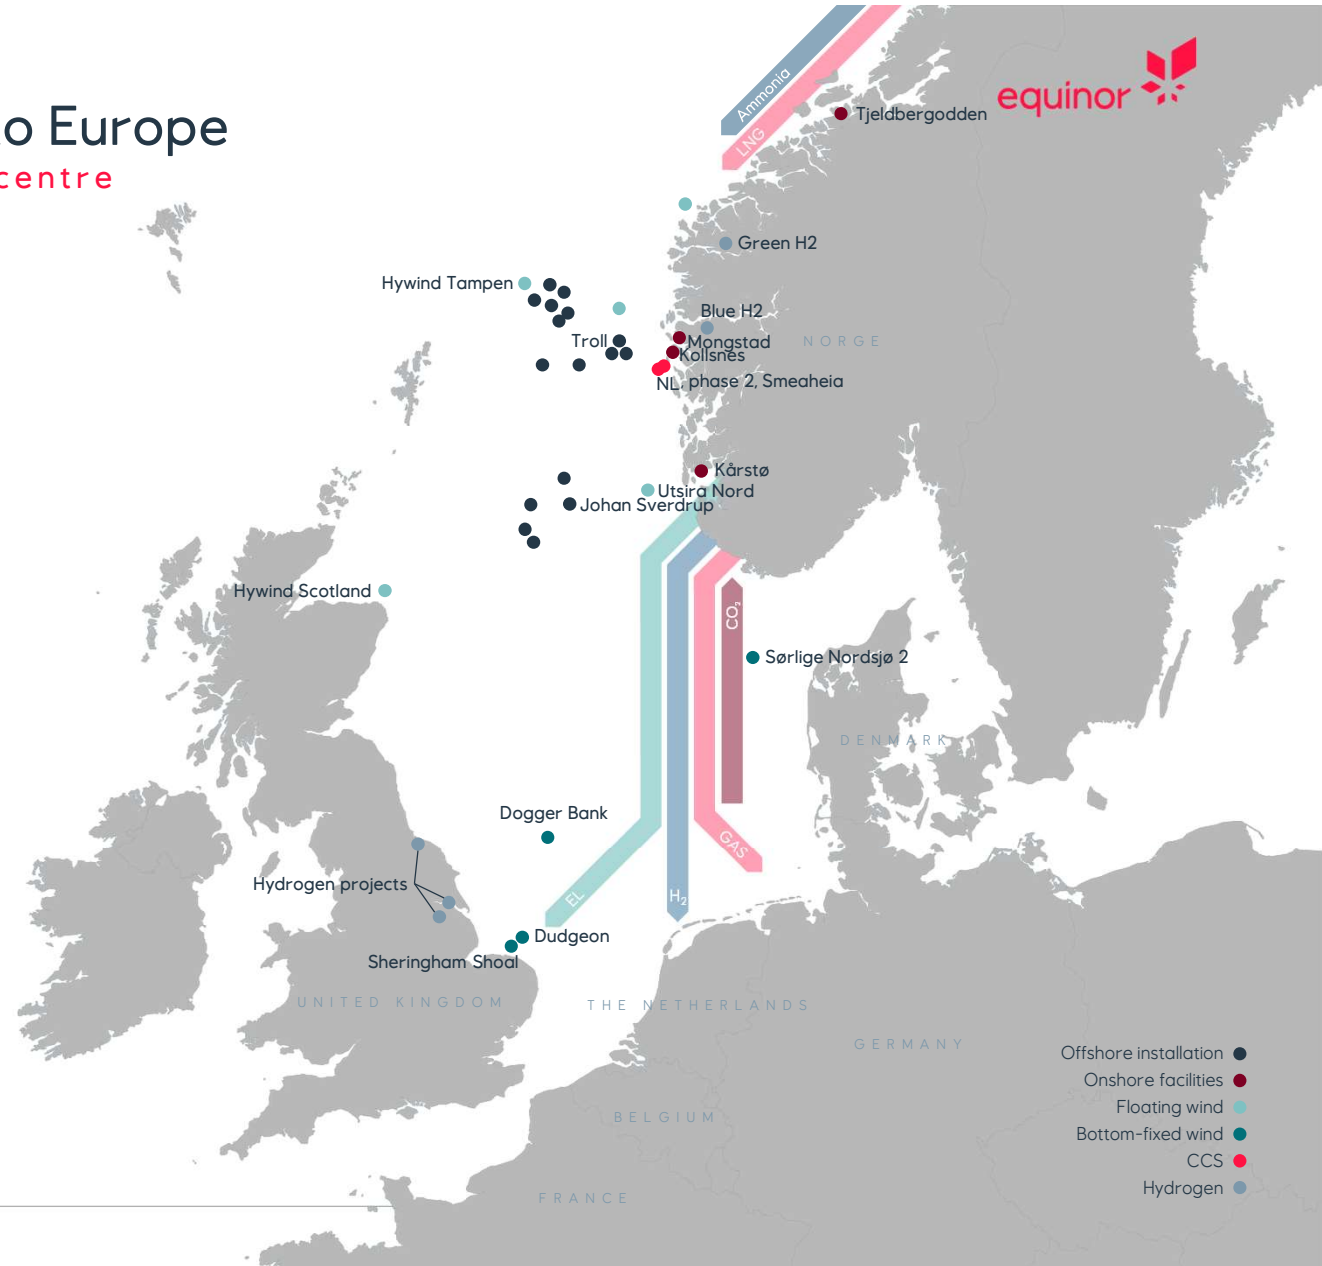 o Europe
centre
equinor
Ammonia
LNG
Tjeldbergodden
Green H2
Hywind Tampen
Blue H2
Troll
Mongstad
NORGE
Kollsnes
NL, phase 2, Smeaheia
Kårstø
Utsira Nord
Johan Sverdrup
Hywind Scotland
CO₂
Sørlige Nordsjø 2
DENMARK
Dogger Bank
GAS
Hydrogen projects
EL
H₂
Dudgeon
Sheringham Shoal
UNITED KINGDOM
THE NETHERLANDS
GERMANY
BELGIUM
FRANCE
Offshore installation
Onshore facilities
Floating wind
Bottom-fixed wind
CCS
Hydrogen